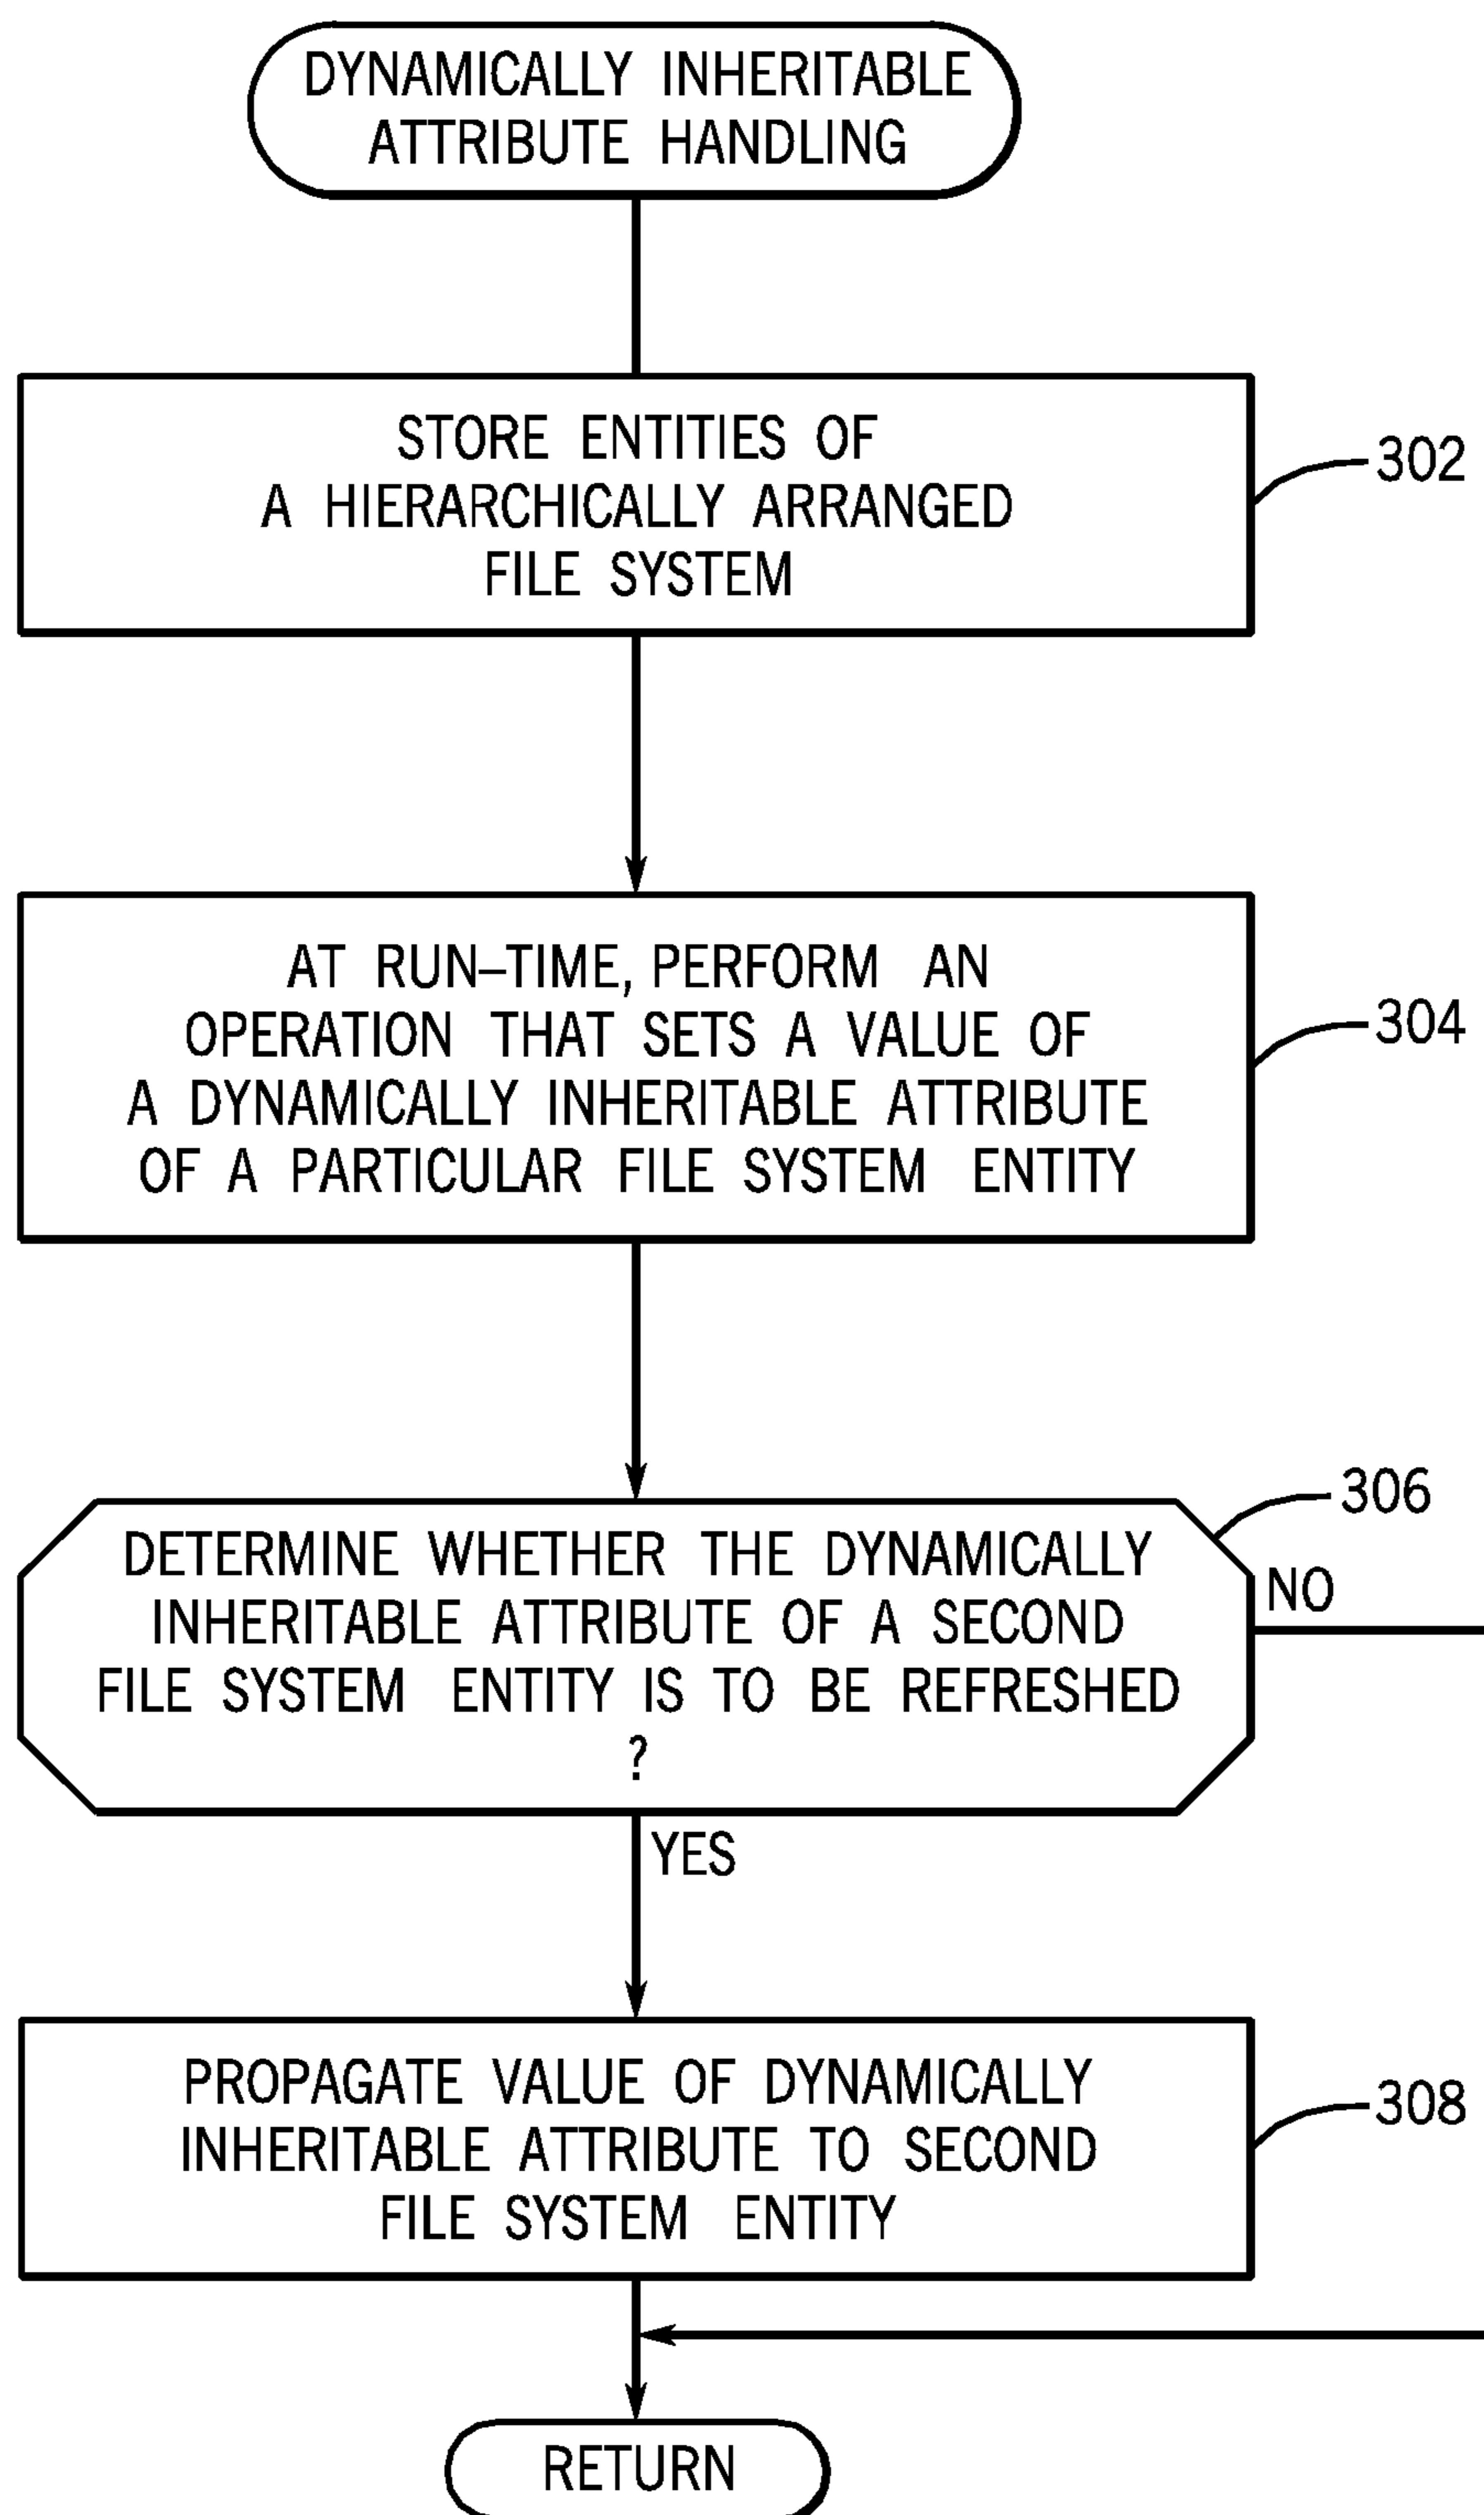 DYNAMICALLY INHERITABLE
ATTRIBUTE HANDLING
STORE ENTITIES OF
A HIERARCHICALLY ARRANGED
FILE SYSTEM
302
AT RUN–TIME, PERFORM AN
OPERATION THAT SETS A VALUE OF
A DYNAMICALLY INHERITABLE ATTRIBUTE
OF A PARTICULAR FILE SYSTEM ENTITY
304
306
DETERMINE WHETHER THE DYNAMICALLY
INHERITABLE ATTRIBUTE OF A SECOND
FILE SYSTEM ENTITY IS TO BE REFRESHED
?
NO
YES
PROPAGATE VALUE OF DYNAMICALLY
INHERITABLE ATTRIBUTE TO SECOND
FILE SYSTEM ENTITY
308
RETURN